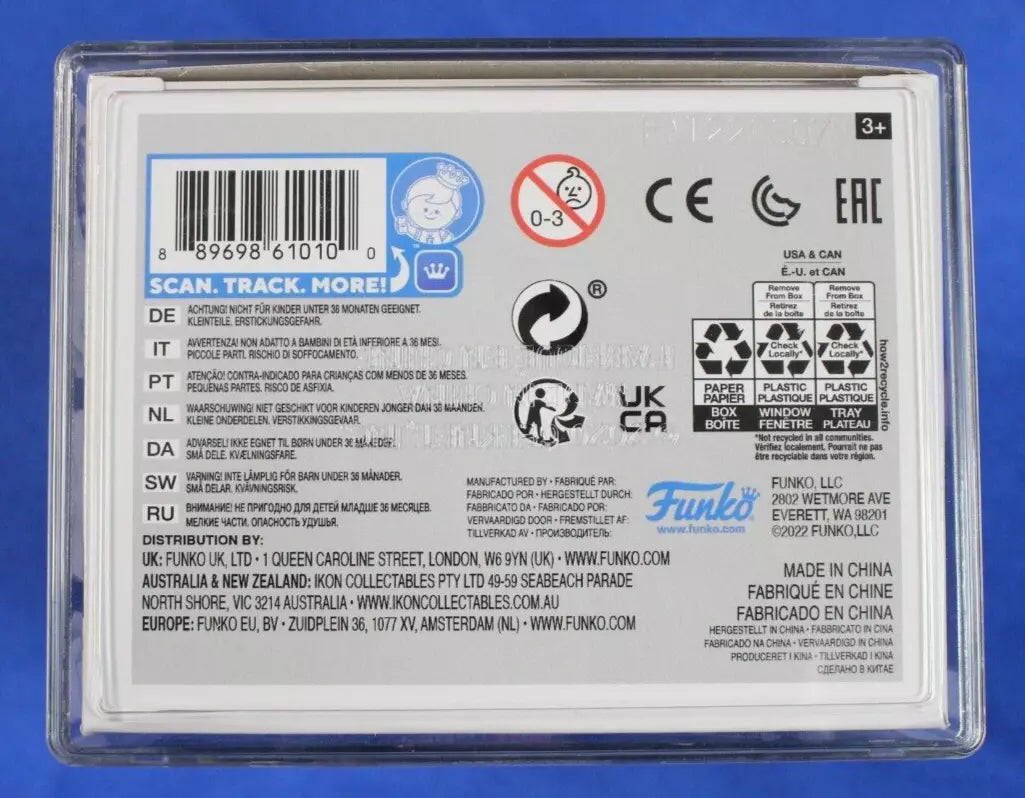 3+
8 89698 61010 0
™
SCAN. TRACK. MORE!
0-3
CE
EAC
USA & CAN
É.-U. et CAN
Remove
From Box
Retirez
de la boîte
Remove
From Box
Retirez
de la boîte
Check
Locally*
Check
Locally*
PAPER
PAPIER
PLASTIC
PLASTIQUE
PLASTIC
PLASTIQUE
BOX
BOÎTE
WINDOW
FENÊTRE
TRAY
PLATEAU
how2recycle.info
*Not recycled in all communities.
Vérifiez localement. Pourrait ne pas
être recyclable dans votre région.
®
UK
CA
DE ACHTUNG! NICHT FÜR KINDER UNTER 36 MONATEN GEEIGNET.
KLEINTEILE. ERSTICKUNGSGEFAHR.
IT AVVERTENZA! NON ADATTO A BAMBINI DI ETÀ INFERIORE A 36 MESI.
PICCOLE PARTI. RISCHIO DI SOFFOCAMENTO.
PT ATENÇÃO! CONTRA-INDICADO PARA CRIANÇAS COM MENOS DE 36 MESES.
PEQUENAS PARTES. RISCO DE ASFIXIA.
NL WAARSCHUWING! NIET GESCHIKT VOOR KINDEREN JONGER DAN 36 MAANDEN.
KLEINE ONDERDELEN. VERSTIKKINGSGEVAAR.
DA ADVARSEL! IKKE EGNET TIL BØRN UNDER 36 MÅNEDER.
SMÅ DELE. KVÆLNINGSFARE.
SW VARNING! INTE LÄMPLIG FÖR BARN UNDER 36 MÅNADER.
SMÅ DELAR. KVÄVNINGSRISK.
RU ВНИМАНИЕ! НЕ ПРИГОДНО ДЛЯ ДЕТЕЙ МЛАДШЕ 36 МЕСЯЦЕВ.
МЕЛКИЕ ЧАСТИ. ОПАСНОСТЬ УДУШЬЯ.
MANUFACTURED BY • FABRIQUÉ PAR:
FABRICADO POR • HERGESTELLT DURCH:
FABBRICATO DA • FABRICADO POR:
VERVAARDIGD DOOR • FREMSTILLET AF:
TILLVERKAD AV • ПРОИЗВОДИТЕЛЬ:
Funko
www.funko.com
FUNKO, LLC
2802 WETMORE AVE
EVERETT, WA 98201
©2022 FUNKO,LLC
DISTRIBUTION BY:
UK: FUNKO UK, LTD • 1 QUEEN CAROLINE STREET, LONDON, W6 9YN (UK) • WWW.FUNKO.COM
AUSTRALIA & NEW ZEALAND: IKON COLLECTABLES PTY LTD 49-59 SEABEACH PARADE
NORTH SHORE, VIC 3214 AUSTRALIA • WWW.IKONCOLLECTABLES.COM.AU
EUROPE: FUNKO EU, BV • ZUIDPLEIN 36, 1077 XV, AMSTERDAM (NL) • WWW.FUNKO.COM
MADE IN CHINA
FABRIQUÉ EN CHINE
FABRICADO EN CHINA
HERGESTELLT IN CHINA • FABBRICATO IN CINA
FABRICADO NA CHINA • VERVAARDIGD IN CHINA
PRODUCERET I KINA • TILLVERKAD I KINA
СДЕЛАНО В КИТАЕ